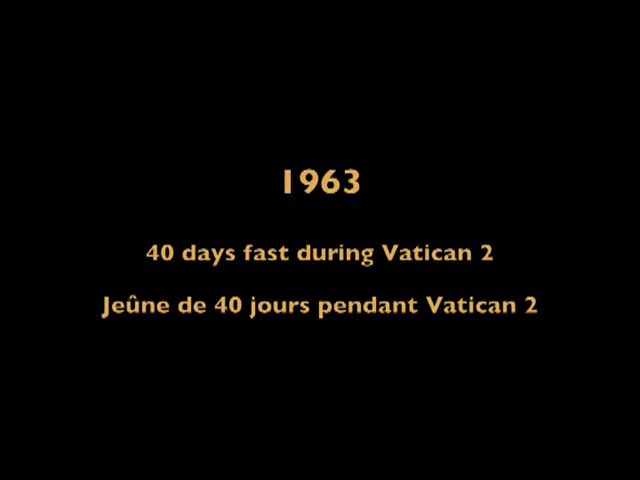 1963
40 days fast during Vatican 2
Jeûne de 40 jours pendant Vatican 2